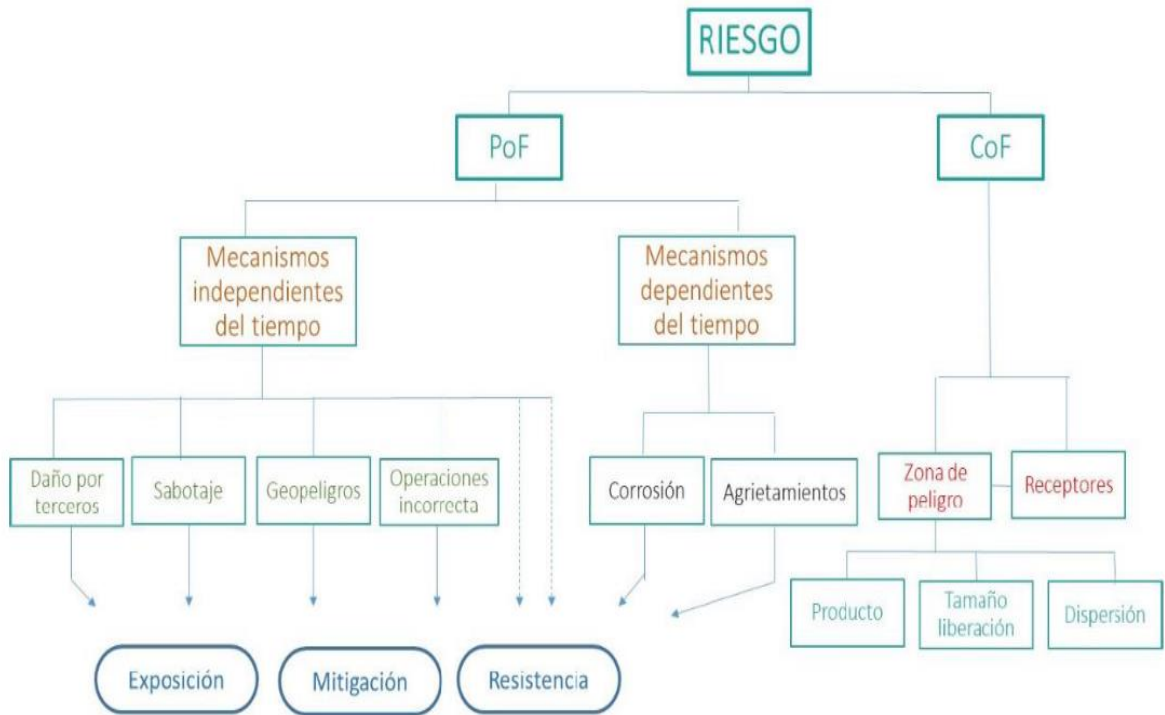 RIESGO
PoF
CoF
Mecanismos
independientes
del tiempo
Mecanismos
dependientes
del tiempo
Daño por
terceros
Sabotaje
Geopeligros
Operaciones
incorrecta
Corrosión
Agrietamientos
Zona de
peligro
Receptores
Producto
Tamaño
liberación
Dispersión
Exposición
Mitigación
Resistencia